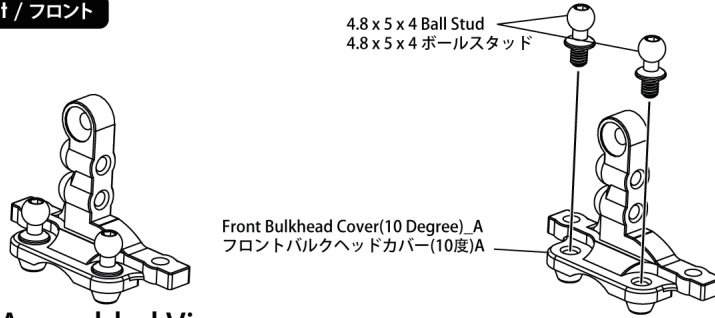 / フロント
4.8 x 5 x 4 Ball Stud
4.8 x 5 x 4 ボールスタッド
Front Bulkhead Cover(10 Degree)_A
フロントバルクヘッドカバー(10度)A